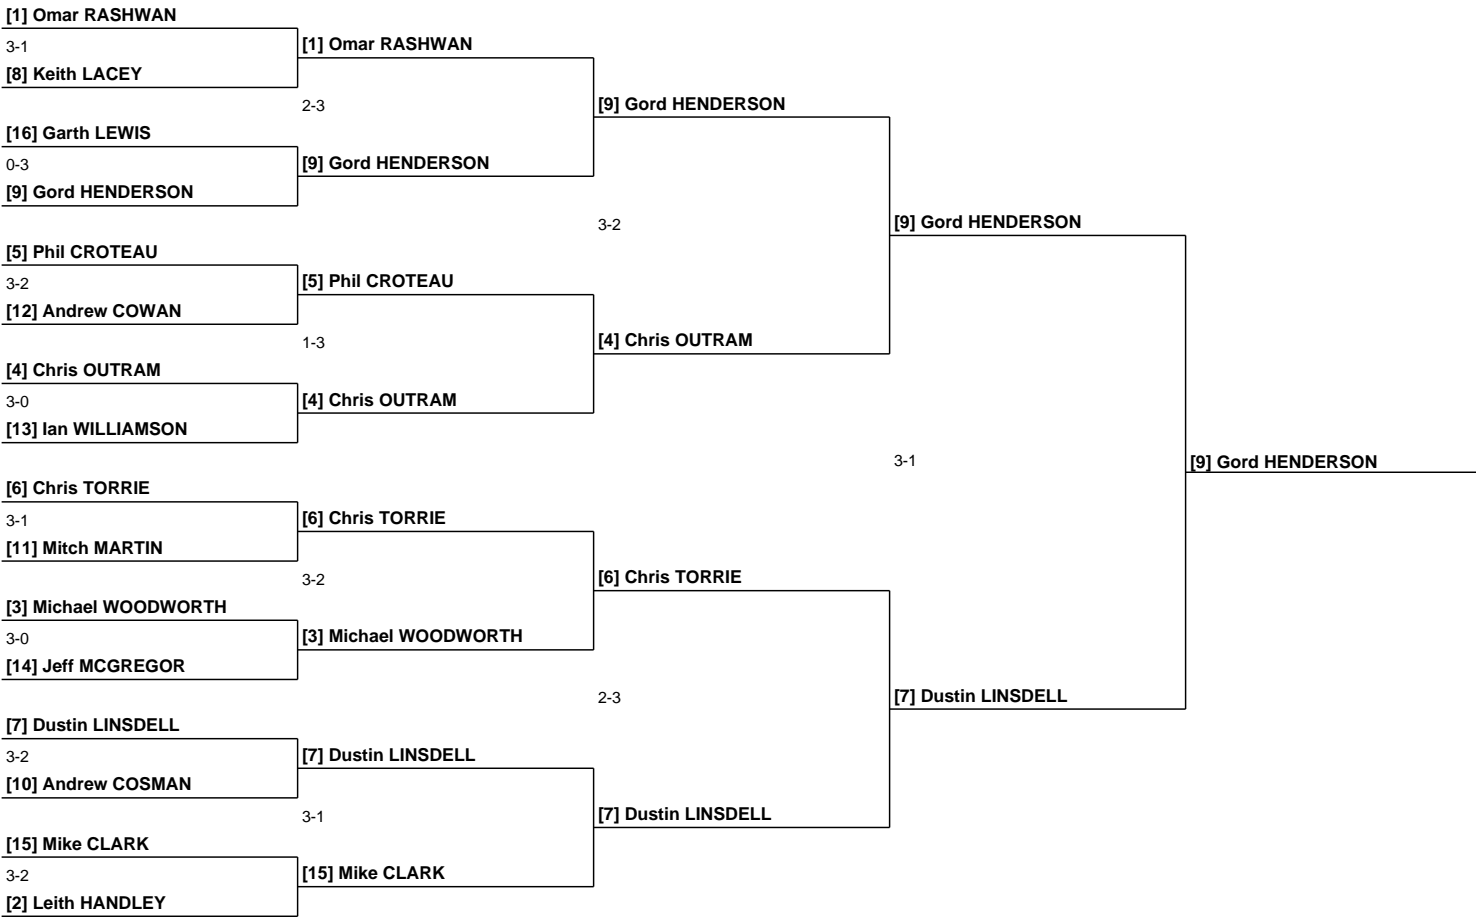 [1] Omar RASHWAN
3-1
[1] Omar RASHWAN
[8] Keith LACEY
2-3
[9] Gord HENDERSON
[16] Garth LEWIS
0-3
[9] Gord HENDERSON
[9] Gord HENDERSON
3-2
[9] Gord HENDERSON
[5] Phil CROTEAU
3-2
[5] Phil CROTEAU
[12] Andrew COWAN
1-3
[4] Chris OUTRAM
[4] Chris OUTRAM
3-0
[4] Chris OUTRAM
[13] Ian WILLIAMSON
3-1
[9] Gord HENDERSON
[6] Chris TORRIE
3-1
[6] Chris TORRIE
[11] Mitch MARTIN
3-2
[6] Chris TORRIE
[3] Michael WOODWORTH
3-0
[3] Michael WOODWORTH
[14] Jeff MCGREGOR
2-3
[7] Dustin LINSDELL
[7] Dustin LINSDELL
3-2
[7] Dustin LINSDELL
[10] Andrew COSMAN
3-1
[7] Dustin LINSDELL
[15] Mike CLARK
3-2
[15] Mike CLARK
[2] Leith HANDLEY